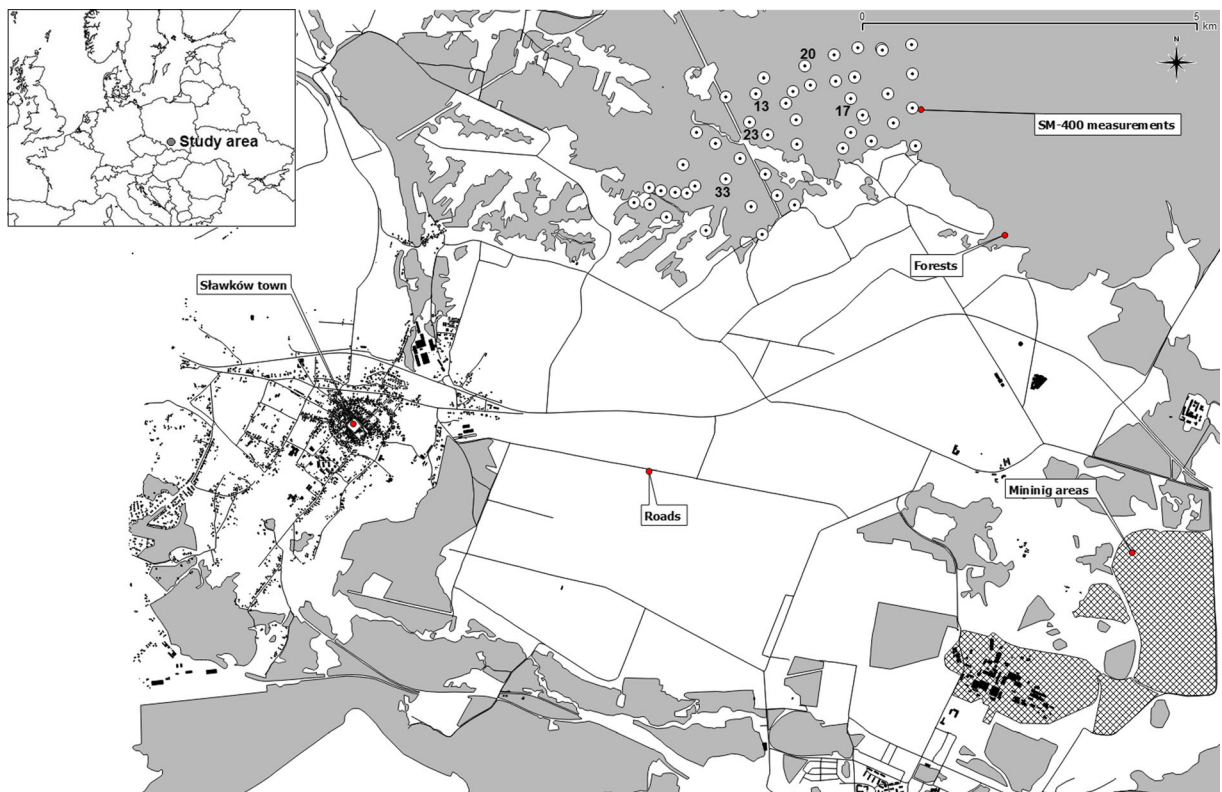 0 5
km
N
20
13
17
SM-400 measurements
23
Study area
33
Forests
Sławków town
Mininig areas
Roads